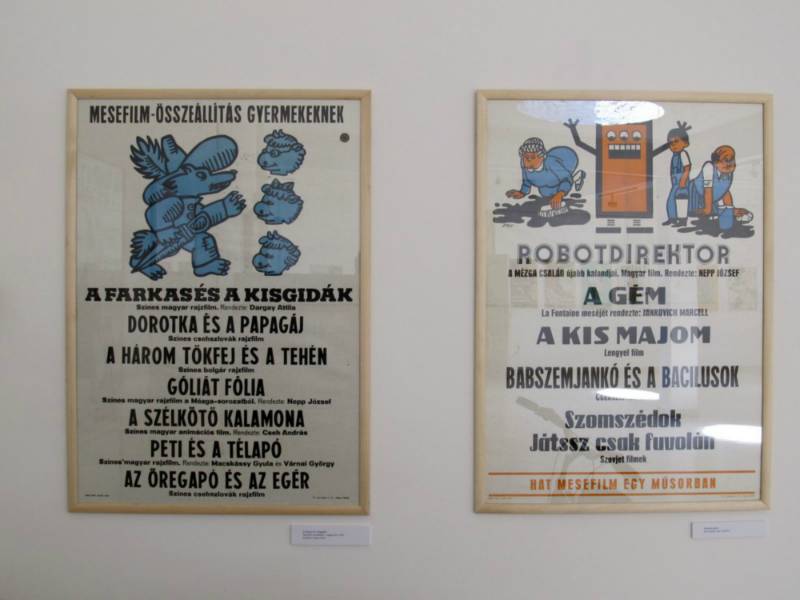 MESEFILM-ÖSSZEÁLLÍTÁS GYERMEKEKNEK
A FARKAS ÉS A KISGIDÁK
Színes magyar rajzfilm. Rendezte: Dargay Attila
DOROTKA ÉS A PAPAGÁJ
Színes csehszlovák rajzfilm
A HÁROM TÖKFEJ ÉS A TEHÉN
Színes bolgár rajzfilm
GÓLIÁT FÓLIA
Színes magyar rajzfilm a Mézga-sorozatból. Rendezte: Nepp József
A SZÉLKÖTŐ KALAMONA
Színes magyar animációs film. Rendezte: Cseh András
PETI ÉS A TÉLAPÓ
Színes magyar rajzfilm. Rendezte: Macskássy Gyula és Várnai György
AZ ÖREGAPÓ ÉS AZ EGÉR
Színes csehszlovák rajzfilm
ROBOTDIREKTOR
A MÉZGA CSALÁD újabb kalandjai. Magyar film. Rendezte: NEPP JÓZSEF
A GÉM
La Fontaine meséjét rendezte: JANKOVICH MARCELL
A KIS MAJOM
Lengyel film
BABSZEMJANKÓ ÉS A BACILUSOK
Szomszédok
Játssz csak fuvolán
Szovjet filmek
HAT MESEFILM EGY MŰSORBAN